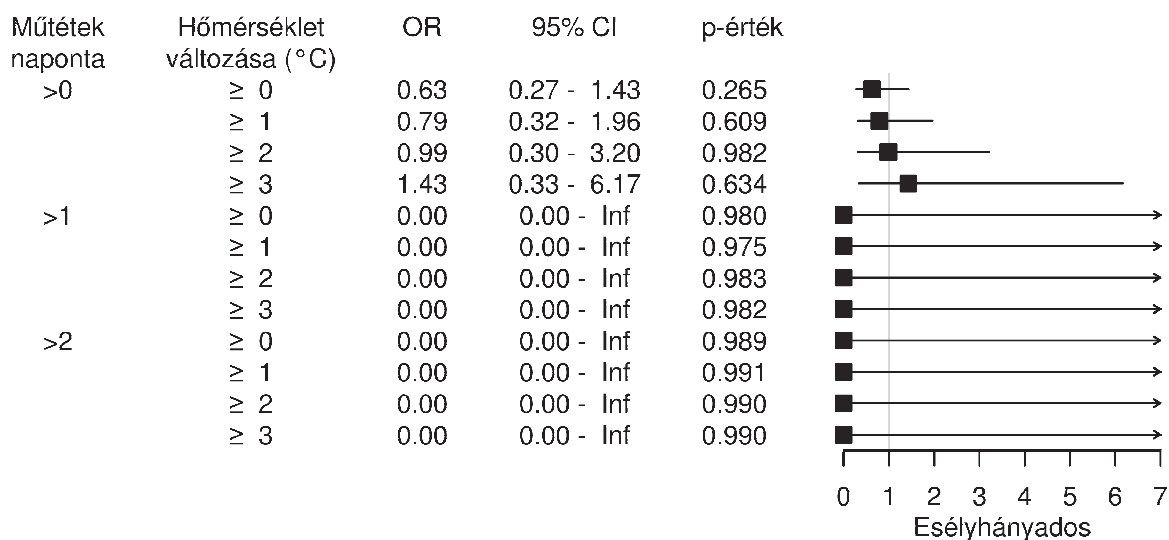 Műtétek Hőmérséklet OR 95% CI p-érték
naponta változása (°C)
>0 ≥ 0 0.63 0.27 - 1.43 0.265
≥ 1 0.79 0.32 - 1.96 0.609
≥ 2 0.99 0.30 - 3.20 0.982
≥ 3 1.43 0.33 - 6.17 0.634
>1 ≥ 0 0.00 0.00 - Inf 0.980
≥ 1 0.00 0.00 - Inf 0.975
≥ 2 0.00 0.00 - Inf 0.983
≥ 3 0.00 0.00 - Inf 0.982
>2 ≥ 0 0.00 0.00 - Inf 0.989
≥ 1 0.00 0.00 - Inf 0.991
≥ 2 0.00 0.00 - Inf 0.990
≥ 3 0.00 0.00 - Inf 0.990
0 1 2 3 4 5 6 7
Esélyhányados